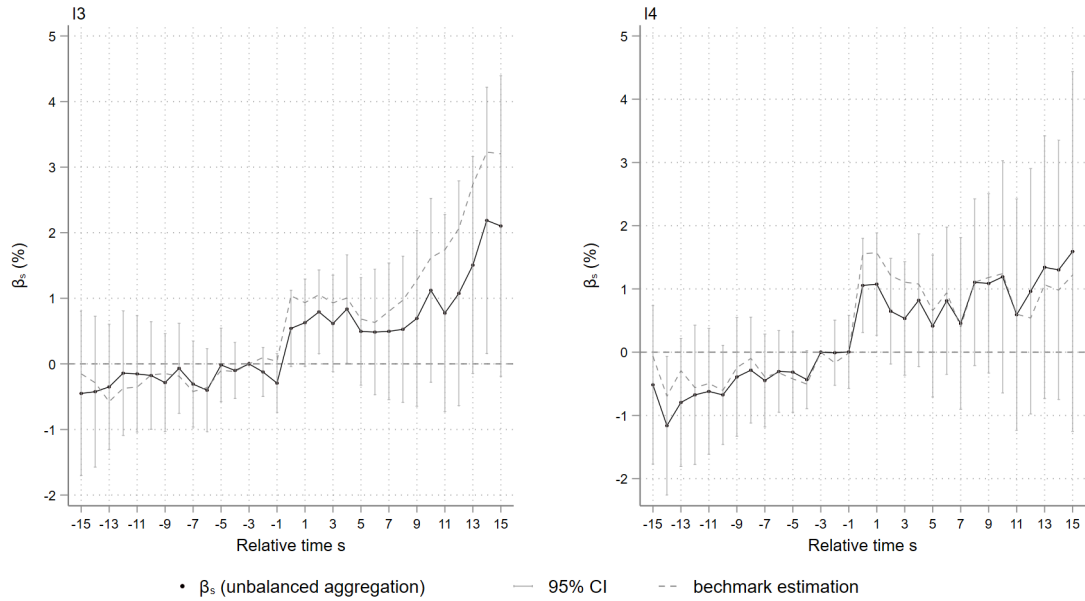 I3
5
4
3
2
1
0
-1
-2
βs (%)
-15 -13 -11 -9 -7 -5 -3 -1 1 3 5 7 9 11 13 15
Relative time s
I4
5
4
3
2
1
0
-1
-2
βs (%)
-15 -13 -11 -9 -7 -5 -3 -1 1 3 5 7 9 11 13 15
Relative time s
βs (unbalanced aggregation) 95% CI bechmark estimation